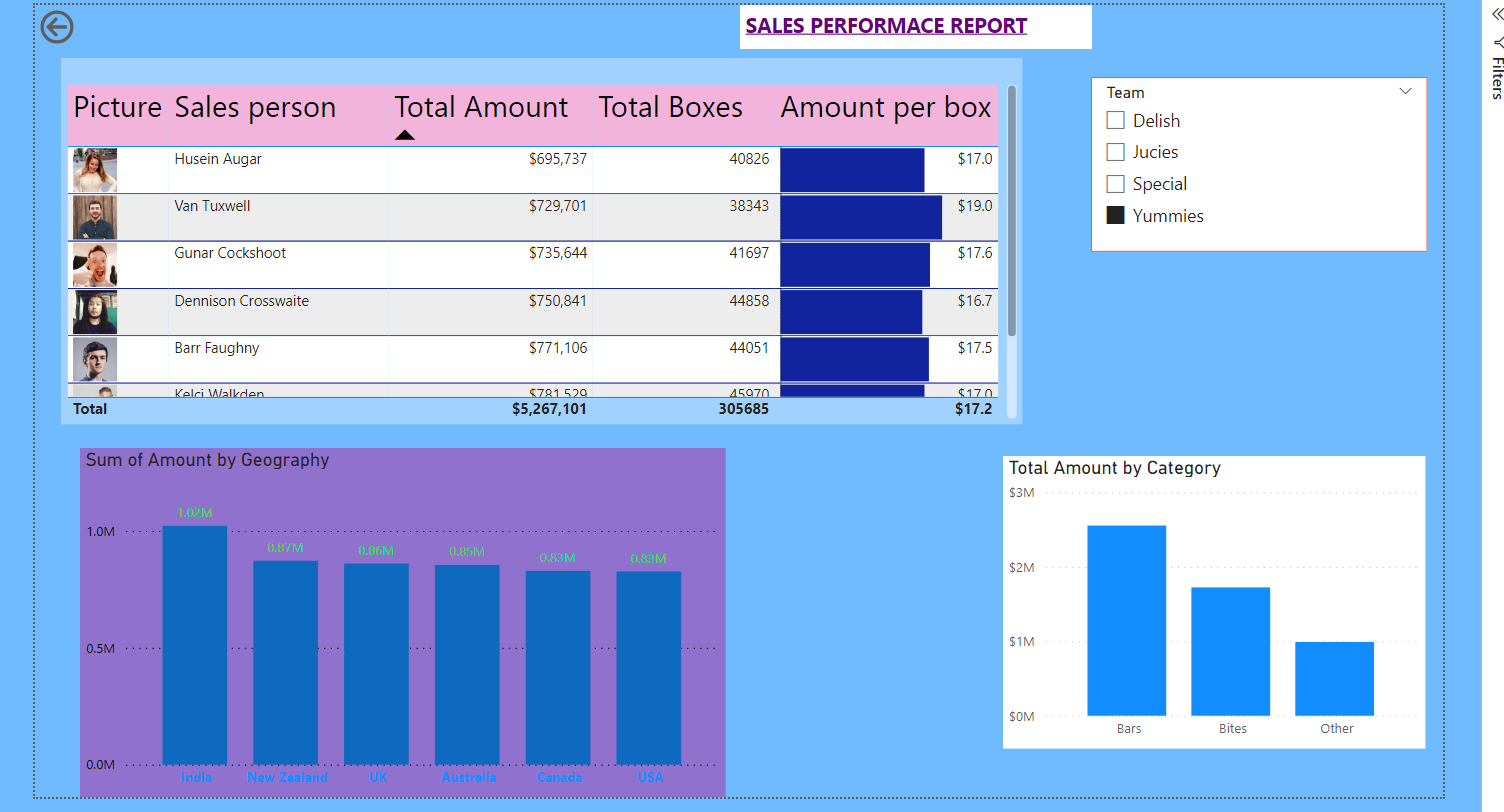 SALES PERFORMACE REPORT
Filters
Picture Sales person Total Amount Total Boxes Amount per box
Husein Augar $695,737 40826 $17.0
Van Tuxwell $729,701 38343 $19.0
Gunar Cockshoot $735,644 41697 $17.6
Dennison Crosswaite $750,841 44858 $16.7
Barr Faughny $771,106 44051 $17.5
Kelci Walkden $781,529 45970 $17.0
Total $5,267,101 305685 $17.2
Team
Delish
Jucies
Special
Yummies
Sum of Amount by Geography
1.02M
1.0M
0.87M 0.86M 0.85M 0.83M 0.83M
0.5M
0.0M
India New Zealand UK Australia Canada USA
Total Amount by Category
$3M
$2M
$1M
$0M
Bars Bites Other